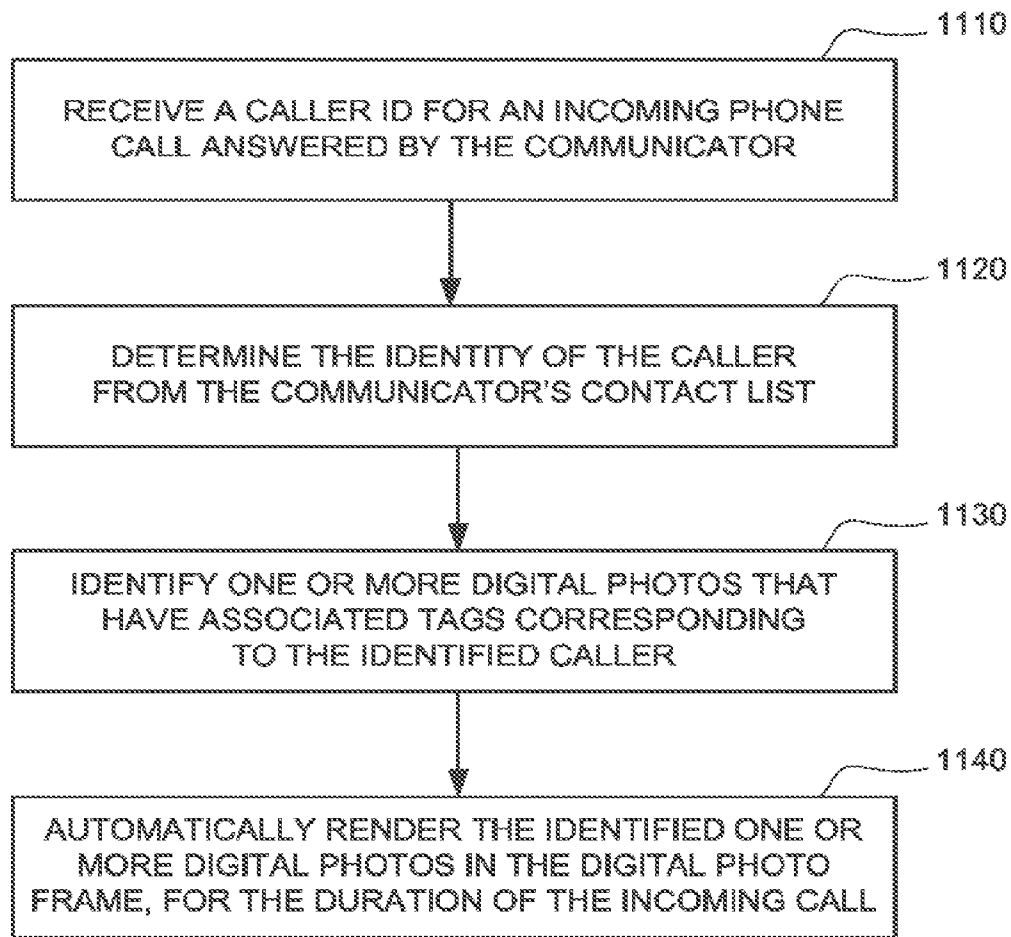 1110
RECEIVE A CALLER ID FOR AN INCOMING PHONE
CALL ANSWERED BY THE COMMUNICATOR
1120
DETERMINE THE IDENTITY OF THE CALLER
FROM THE COMMUNICATOR'S CONTACT LIST
1130
IDENTIFY ONE OR MORE DIGITAL PHOTOS THAT
HAVE ASSOCIATED TAGS CORRESPONDING
TO THE IDENTIFIED CALLER
1140
AUTOMATICALLY RENDER THE IDENTIFIED ONE OR
MORE DIGITAL PHOTOS IN THE DIGITAL PHOTO
FRAME, FOR THE DURATION OF THE INCOMING CALL